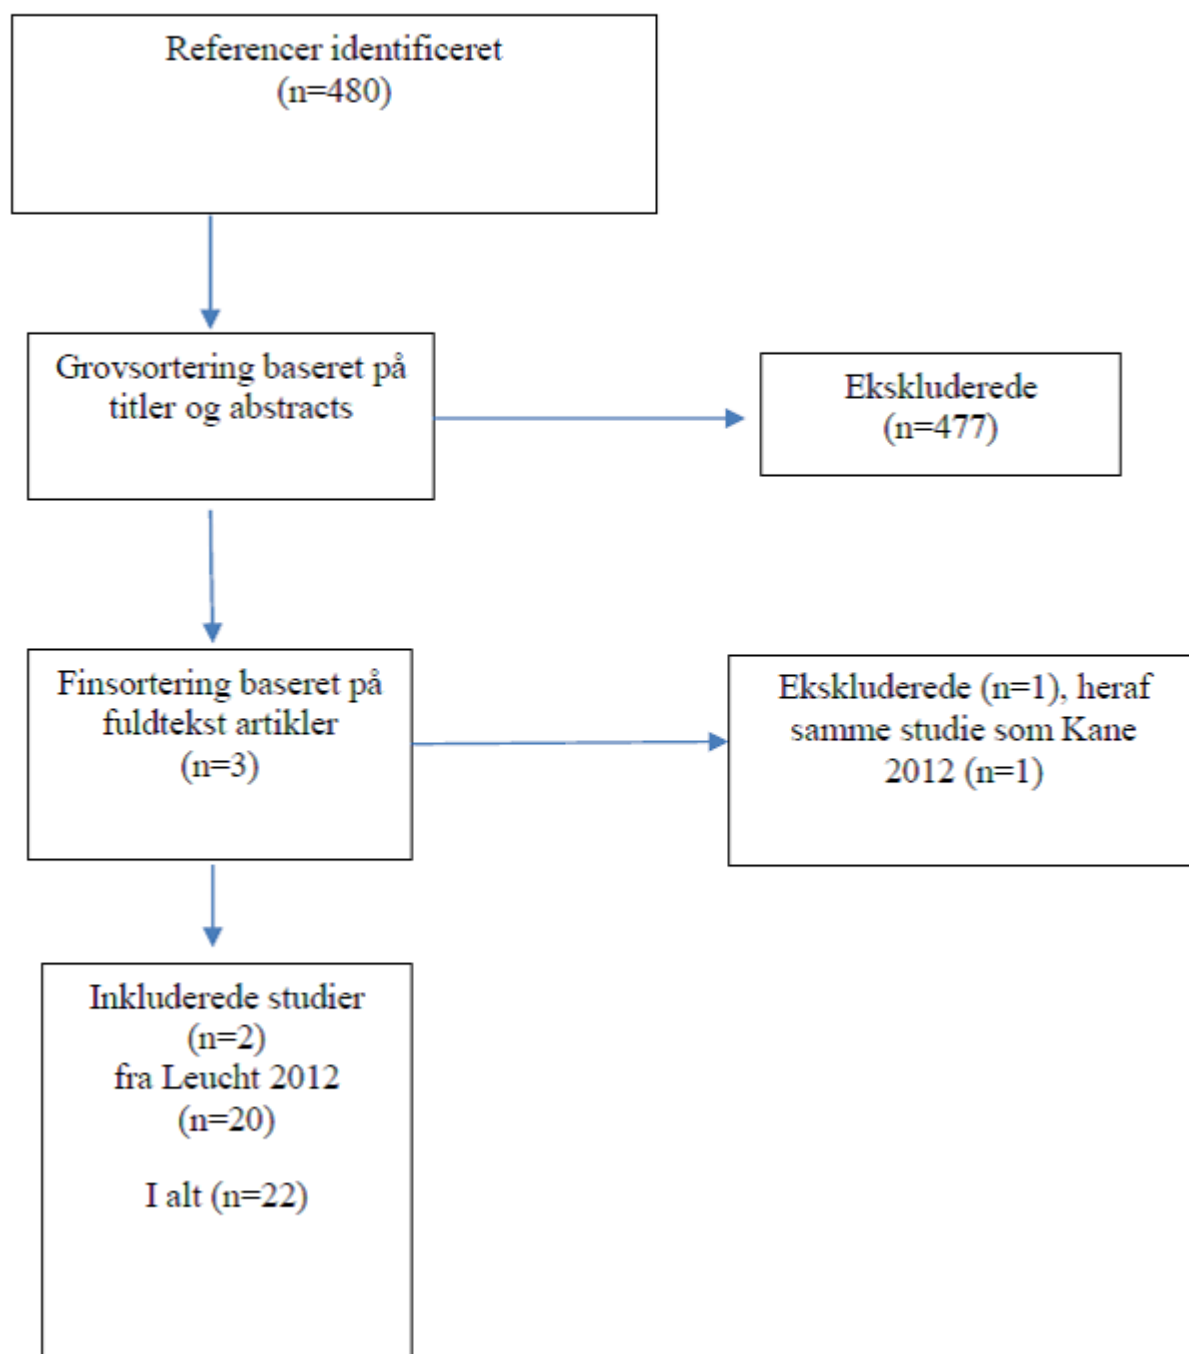 Referencer identificeret
(n=480)
Grovsortering baseret på
titler og abstracts
Ekskluderede
(n=477)
Finsortering baseret på
fuldtekst artikler
(n=3)
Ekskluderede (n=1), heraf
samme studie som Kane
2012 (n=1)
Inkluderede studier
(n=2)
fra Leucht 2012
(n=20)
I alt (n=22)